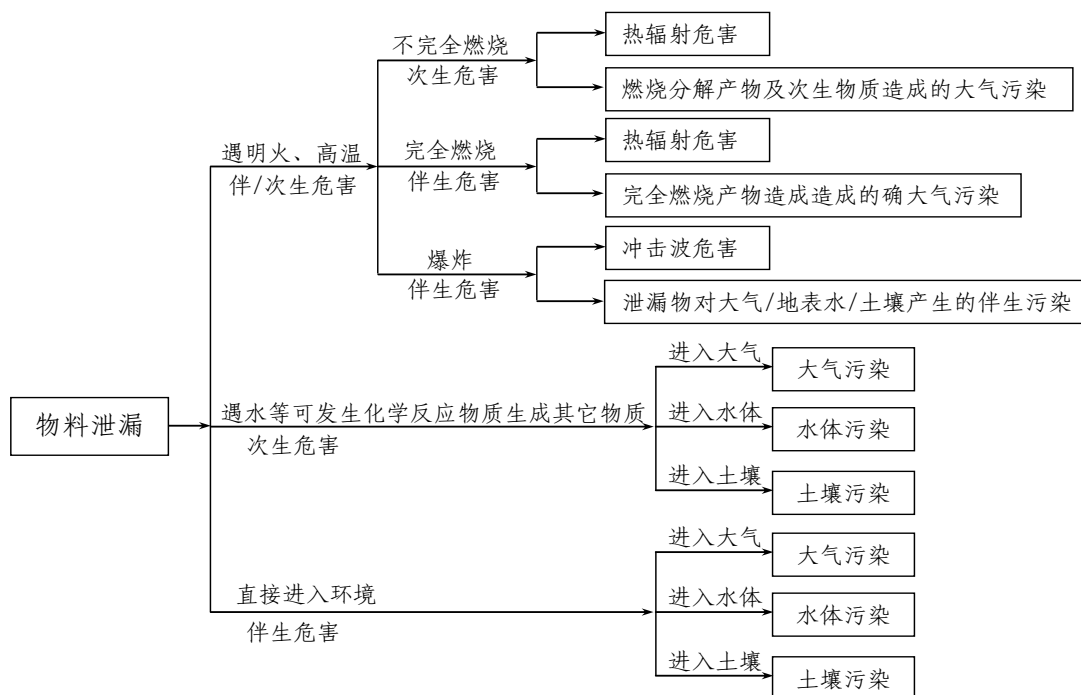 不完全燃烧
次生危害
热辐射危害
燃烧分解产物及次生物质造成的大气污染
遇明火、高温
伴/次生危害
完全燃烧
伴生危害
热辐射危害
完全燃烧产物造成造成的确大气污染
爆炸
伴生危害
冲击波危害
泄漏物对大气/地表水/土壤产生的伴生污染
物料泄漏
遇水等可发生化学反应物质生成其它物质
次生危害
进入大气
大气污染
进入水体
水体污染
进入土壤
土壤污染
直接进入环境
伴生危害
进入大气
大气污染
进入水体
水体污染
进入土壤
土壤污染